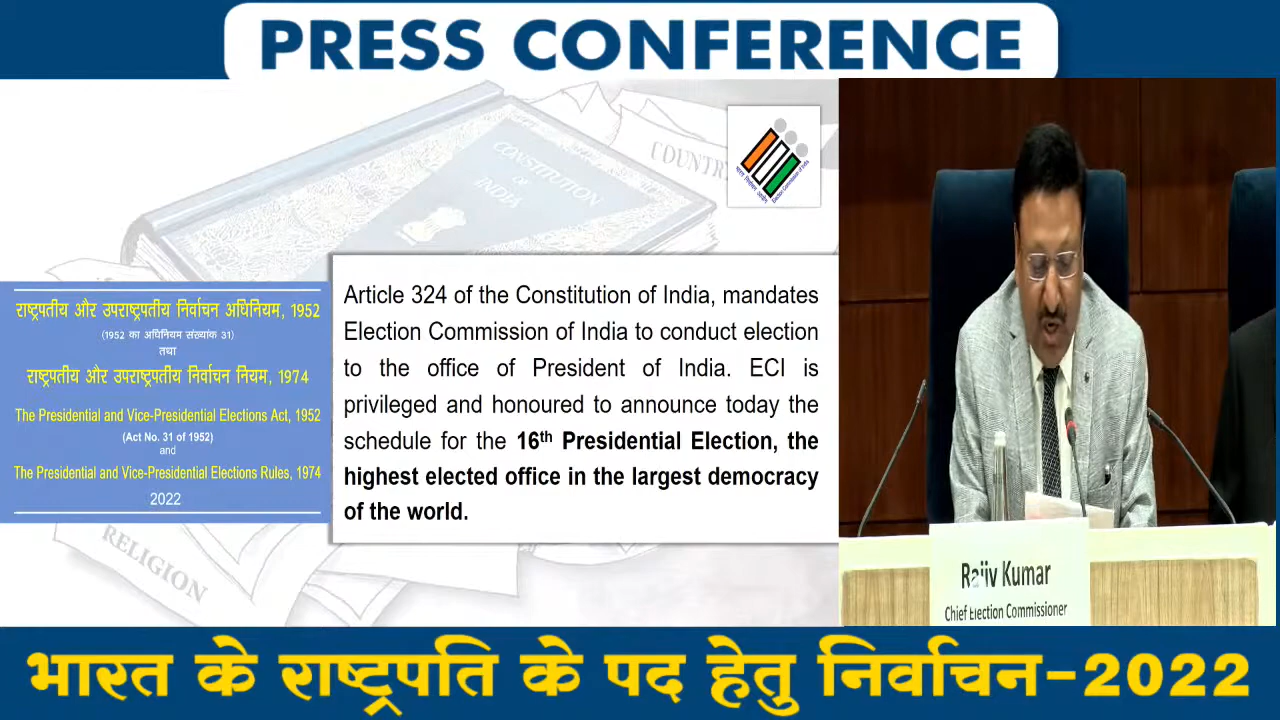 PRESS CONFERENCE
CONSTITUTION
OF
INDIA
राष्ट्रपतीय और उपराष्ट्रपतीय निर्वाचन अधिनियम, 1952
(1952 का अधिनियम संख्यांक 31)
तथा
राष्ट्रपतीय और उपराष्ट्रपतीय निर्वाचन नियम, 1974
The Presidential and Vice-Presidential Elections Act, 1952
(Act No. 31 of 1952)
and
The Presidential and Vice-Presidential Elections Rules, 1974
2022
Article 324 of the Constitution of India, mandates
Election Commission of India to conduct election
to the office of President of India. ECI is
privileged and honoured to announce today the
schedule for the 16th Presidential Election, the
highest elected office in the largest democracy
of the world.
RELIGION
Rajiv Kumar
Chief Election Commissioner
भारत के राष्ट्रपति के पद हेतु निर्वाचन-2022